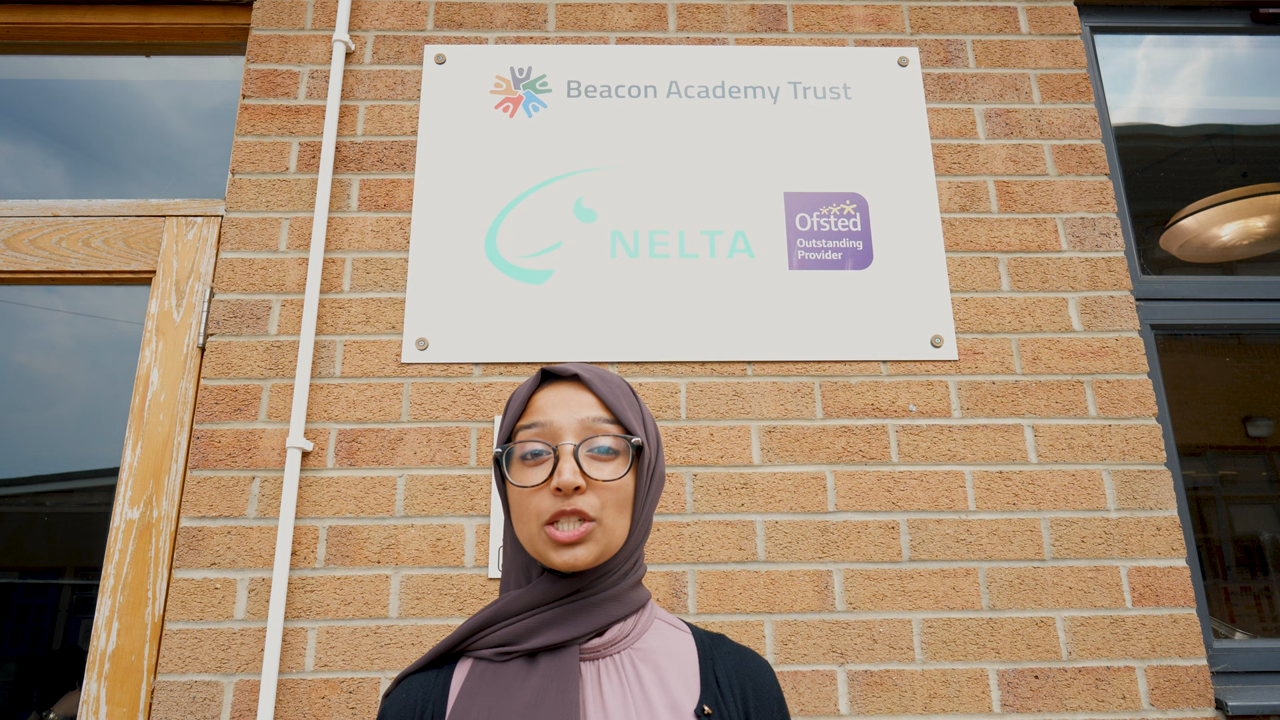 Beacon Academy Trust
NELTA
Ofsted
Outstanding
Provider